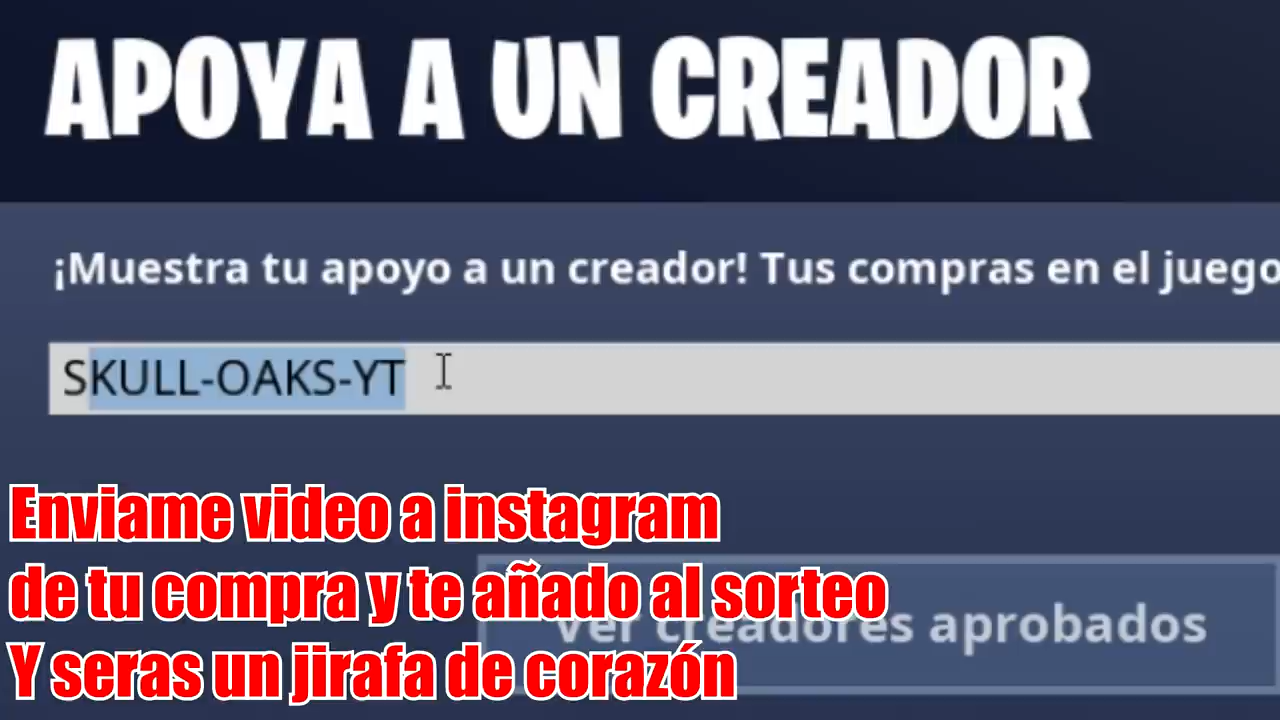 APOYA A UN CREADOR
¡Muestra tu apoyo a un creador! Tus compras en el juego
SKULL-OAKS-YT
Enviame video a instagram
de tu compra y te añado al sorteo
Ver creadores aprobados
Y seras un jirafa de corazón